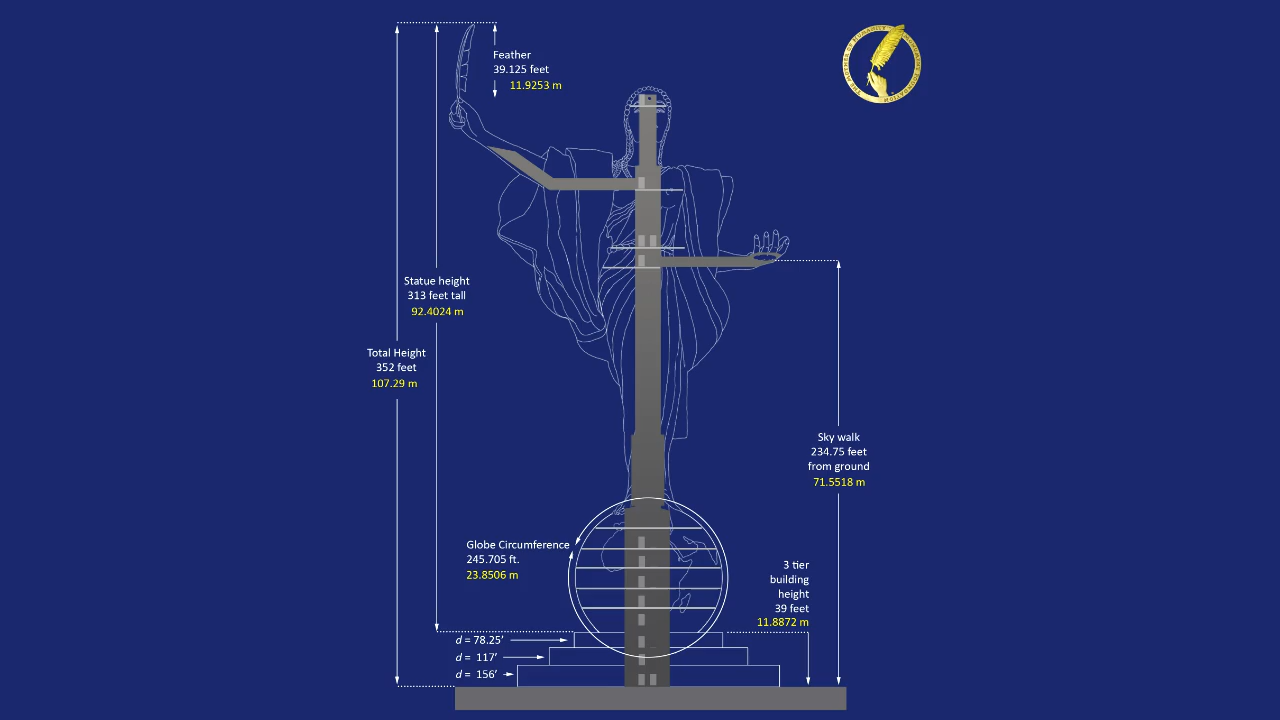 Feather
39.125 feet
11.9253 m
Statue height
313 feet tall
92.4024 m
Total Height
352 feet
107.29 m
Sky walk
234.75 feet
from ground
71.5518 m
Globe Circumference
245.705 ft.
23.8506 m
3 tier
building
height
39 feet
11.8872 m
d = 78.25'
d = 117'
d = 156'